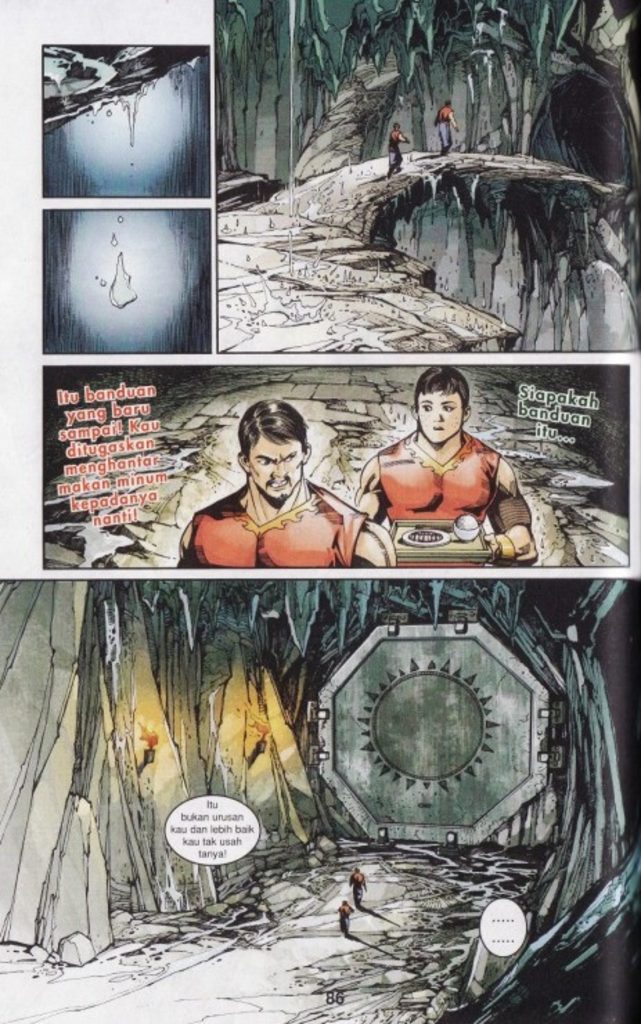 Itu banduan
yang baru
sampai! Kau
ditugaskan
menghantar
makan minum
kepadanya
nanti!
Siapakah
banduan
itu...
Itu
bukan urusan
kau dan lebih baik
kau tak usah
tanya!
.....
.....
86